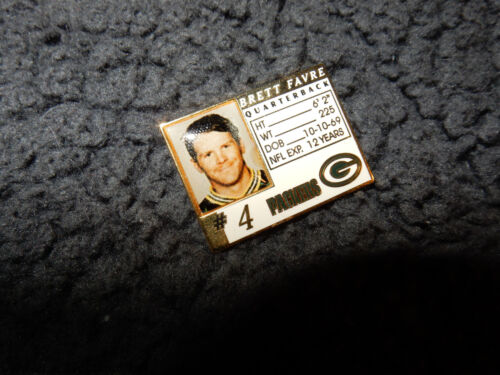 BRETT FAVRE
QUARTERBACK
HT 6' 2"
WT 225
DOB 10-10-69
NFL EXP. 12 YEARS
G
# 4 PACKERS